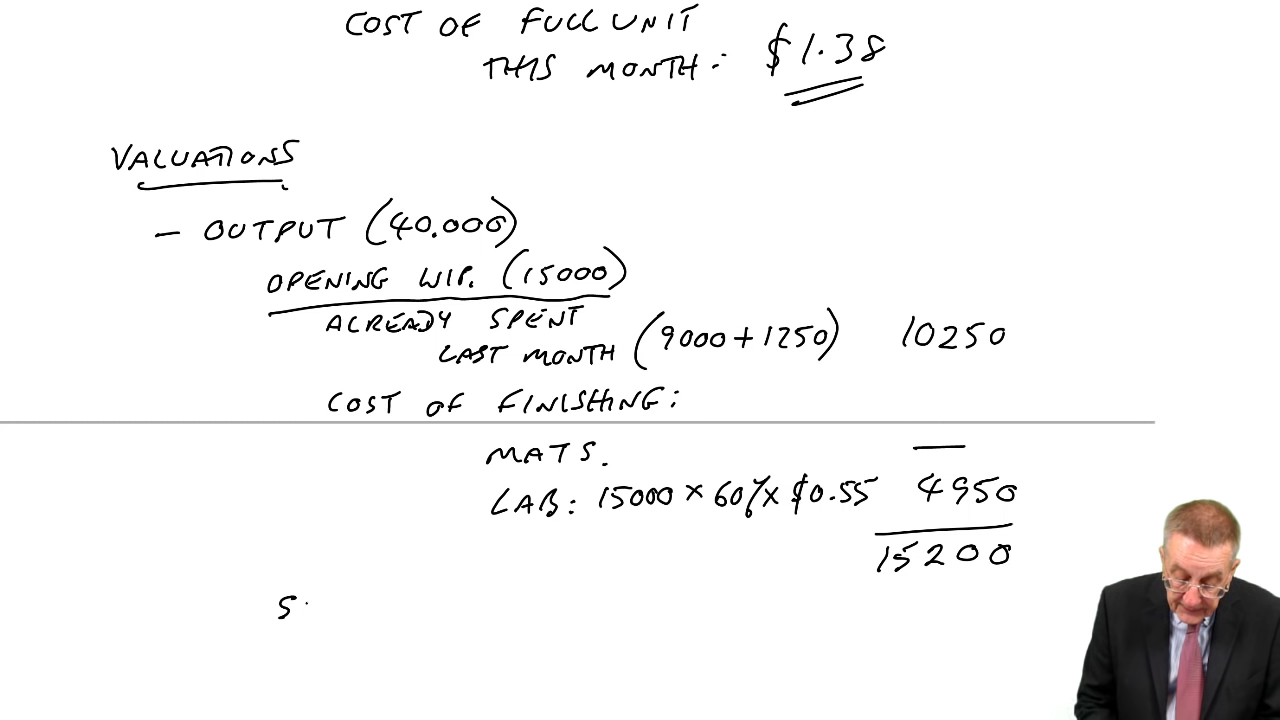 COST OF FULL UNIT
THIS MONTH: $1.38
VALUATIONS
- OUTPUT (40.000)
OPENING WIP. (15000)
ALREADY SPENT
LAST MONTH (9000+1250) 10250
COST OF FINISHING:
MATS. —
LAB: 15000 × 60% × $0.55 4950
15200
S